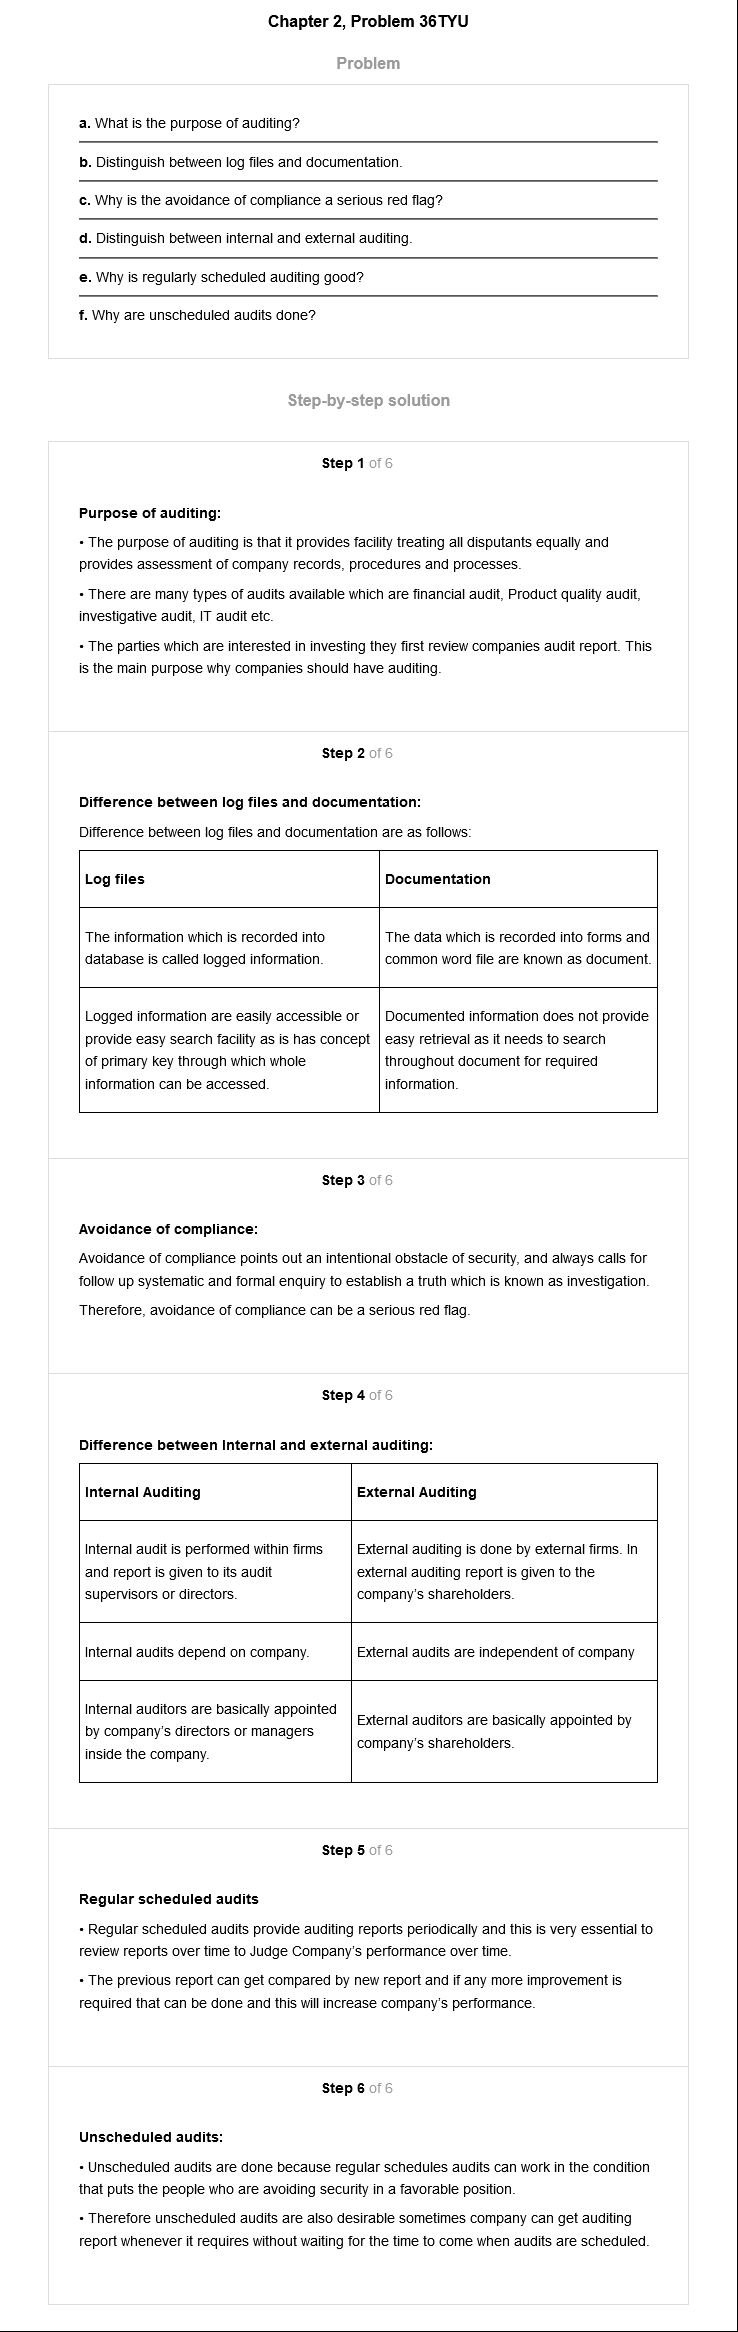 Chapter 2, Problem 36TYU
Problem
a. What is the purpose of auditing?
b. Distinguish between log files and documentation.
c. Why is the avoidance of compliance a serious red flag?
d. Distinguish between internal and external auditing.
e. Why is regularly scheduled auditing good?
f. Why are unscheduled audits done?
Step-by-step solution
Step 1 of 6
Purpose of auditing:
• The purpose of auditing is that it provides facility treating all disputants equally and
provides assessment of company records, procedures and processes.
• There are many types of audits available which are financial audit, Product quality audit,
investigative audit, IT audit etc.
• The parties which are interested in investing they first review companies audit report. This
is the main purpose why companies should have auditing.
Step 2 of 6
Difference between log files and documentation:
Difference between log files and documentation are as follows:
Log files
Documentation
The information which is recorded into
database is called logged information.
The data which is recorded into forms and
common word file are known as document.
Logged information are easily accessible or
provide easy search facility as is has concept
of primary key through which whole
information can be accessed.
Documented information does not provide
easy retrieval as it needs to search
throughout document for required
information.
Step 3 of 6
Avoidance of compliance:
Avoidance of compliance points out an intentional obstacle of security, and always calls for
follow up systematic and formal enquiry to establish a truth which is known as investigation.
Therefore, avoidance of compliance can be a serious red flag.
Step 4 of 6
Difference between Internal and external auditing:
Internal Auditing
External Auditing
Internal audit is performed within firms
and report is given to its audit
supervisors or directors.
External auditing is done by external firms. In
external auditing report is given to the
company's shareholders.
Internal audits depend on company.
External audits are independent of company
Internal auditors are basically appointed
by company's directors or managers
inside the company.
External auditors are basically appointed by
company's shareholders.
Step 5 of 6
Regular scheduled audits
• Regular scheduled audits provide auditing reports periodically and this is very essential to
review reports over time to Judge Company's performance over time.
• The previous report can get compared by new report and if any more improvement is
required that can be done and this will increase company's performance.
Step 6 of 6
Unscheduled audits:
• Unscheduled audits are done because regular schedules audits can work in the condition
that puts the people who are avoiding security in a favorable position.
• Therefore unscheduled audits are also desirable sometimes company can get auditing
report whenever it requires without waiting for the time to come when audits are scheduled.